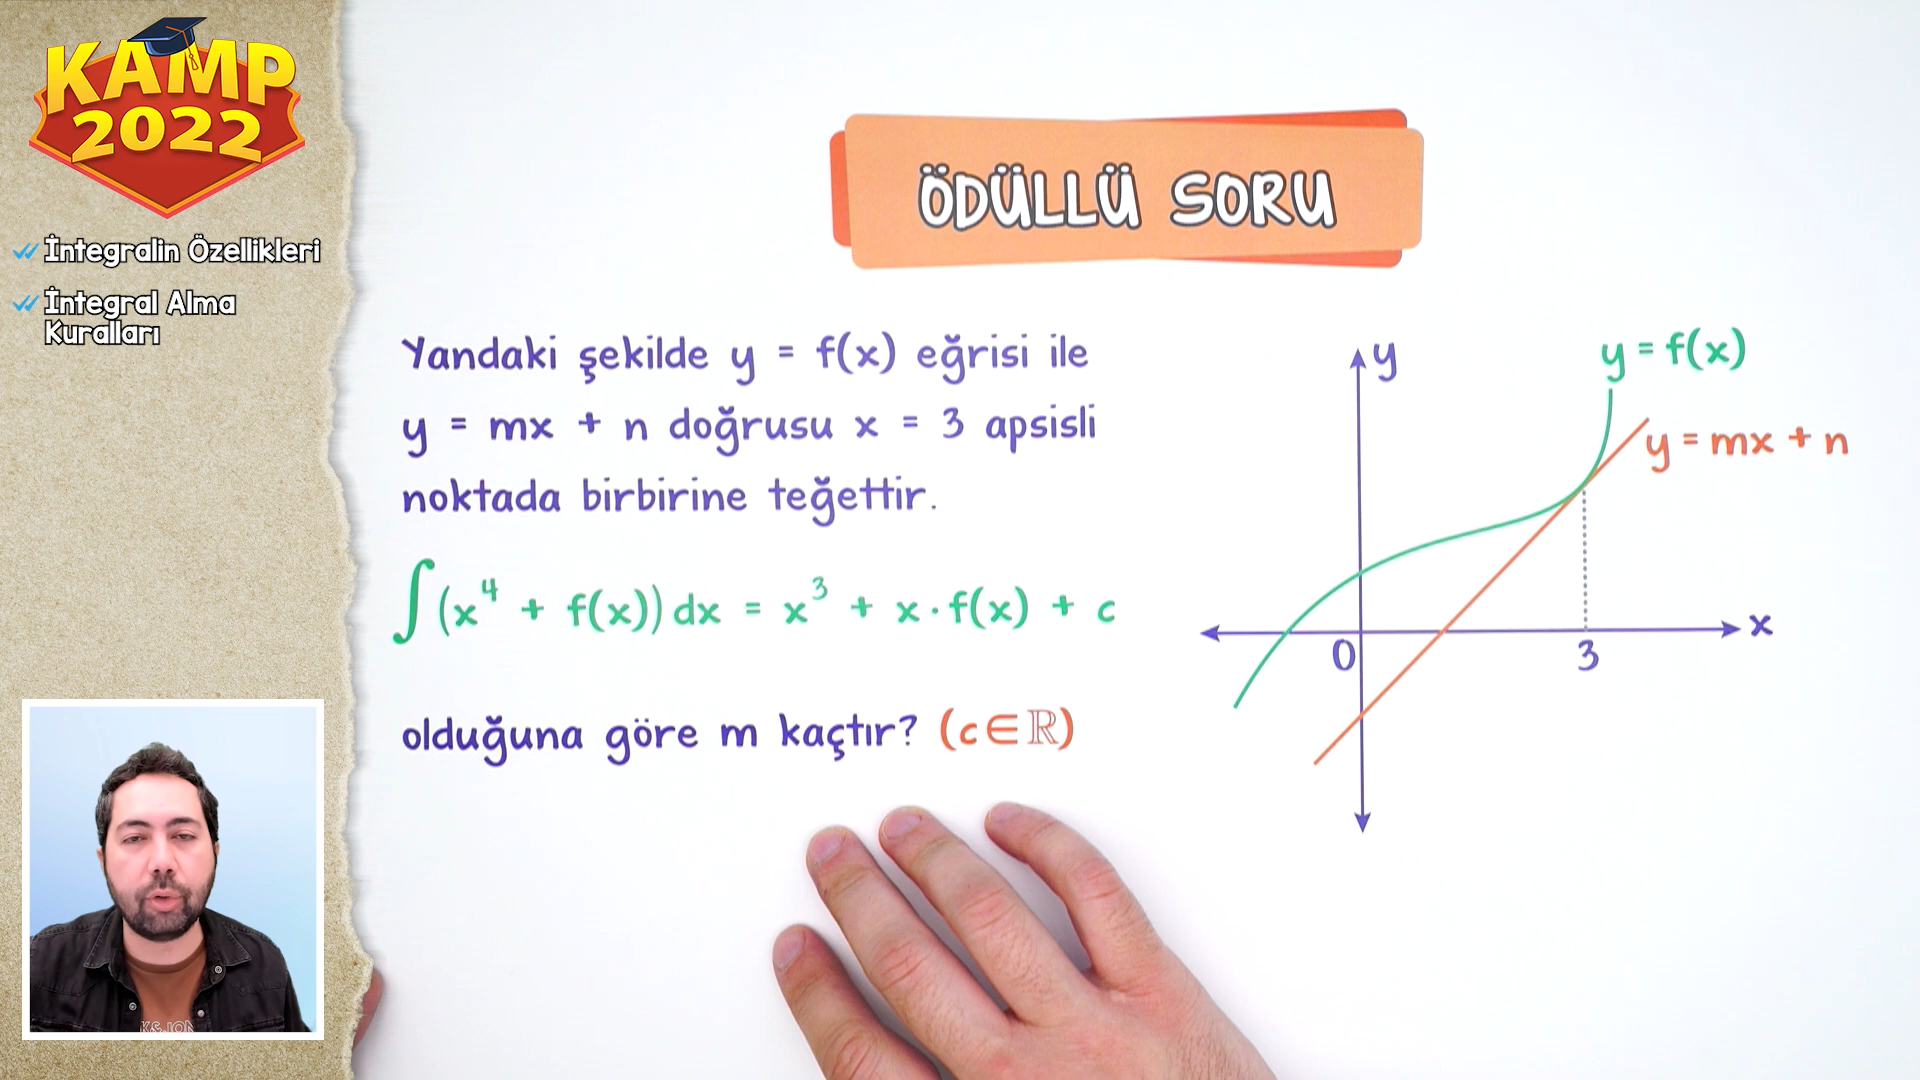 KAMP
2022
İntegralin Özellikleri
İntegral Alma
Kuralları
ÖDÜLLÜ SORU
Yandaki şekilde y = f(x) eğrisi ile
y = mx + n doğrusu x = 3 apsisli
noktada birbirine teğettir.
∫(x⁴ + f(x)) dx = x³ + x · f(x) + c
olduğuna göre m kaçtır? (c∈ℝ)
y
y = f(x)
y = mx + n
x
0
3